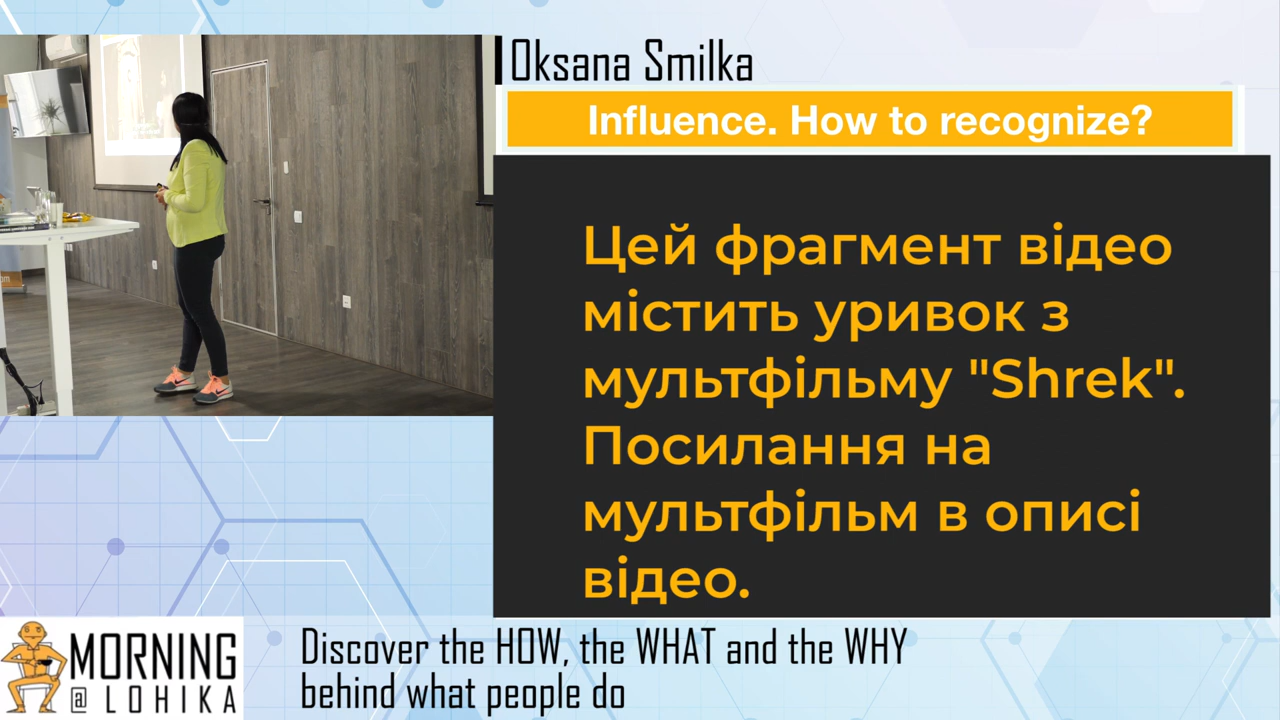 Oksana Smilka
Influence. How to recognize?
Цей фрагмент відео
містить уривок з
мультфільму "Shrek".
Посилання на
мультфільм в описі
відео.
MORNING
@ LOHIKA
Discover the HOW, the WHAT and the WHY
behind what people do